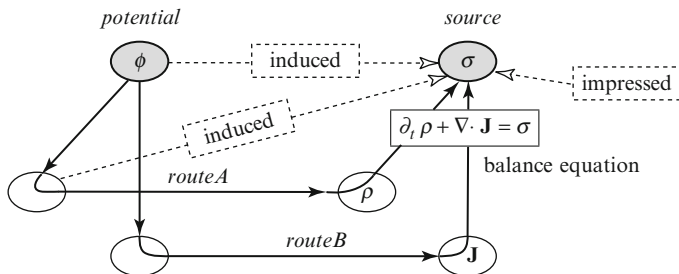 potential
source
ϕ
induced
σ
impressed
induced
∂ₜ ρ + ∇· J = σ
balance equation
routeA
ρ
routeB
J